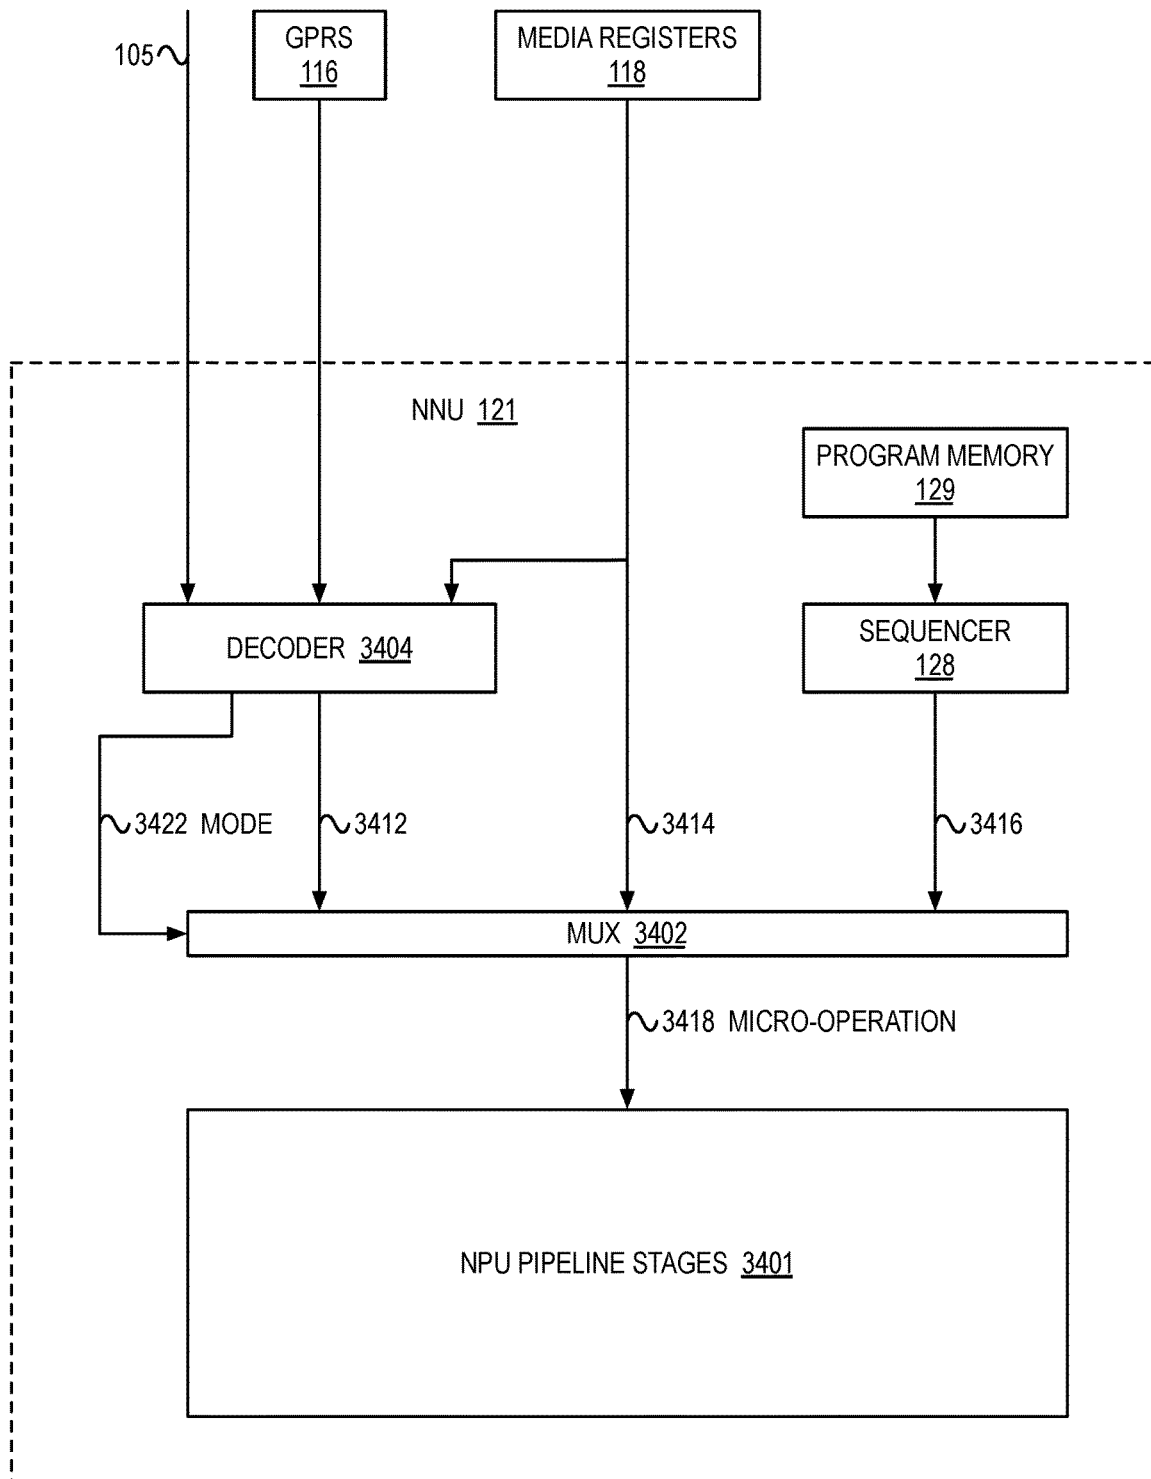 105
GPRS
116
MEDIA REGISTERS
118
NNU 121
PROGRAM MEMORY
129
DECODER 3404
SEQUENCER
128
3422 MODE
3412
3414
3416
MUX 3402
3418 MICRO-OPERATION
NPU PIPELINE STAGES 3401